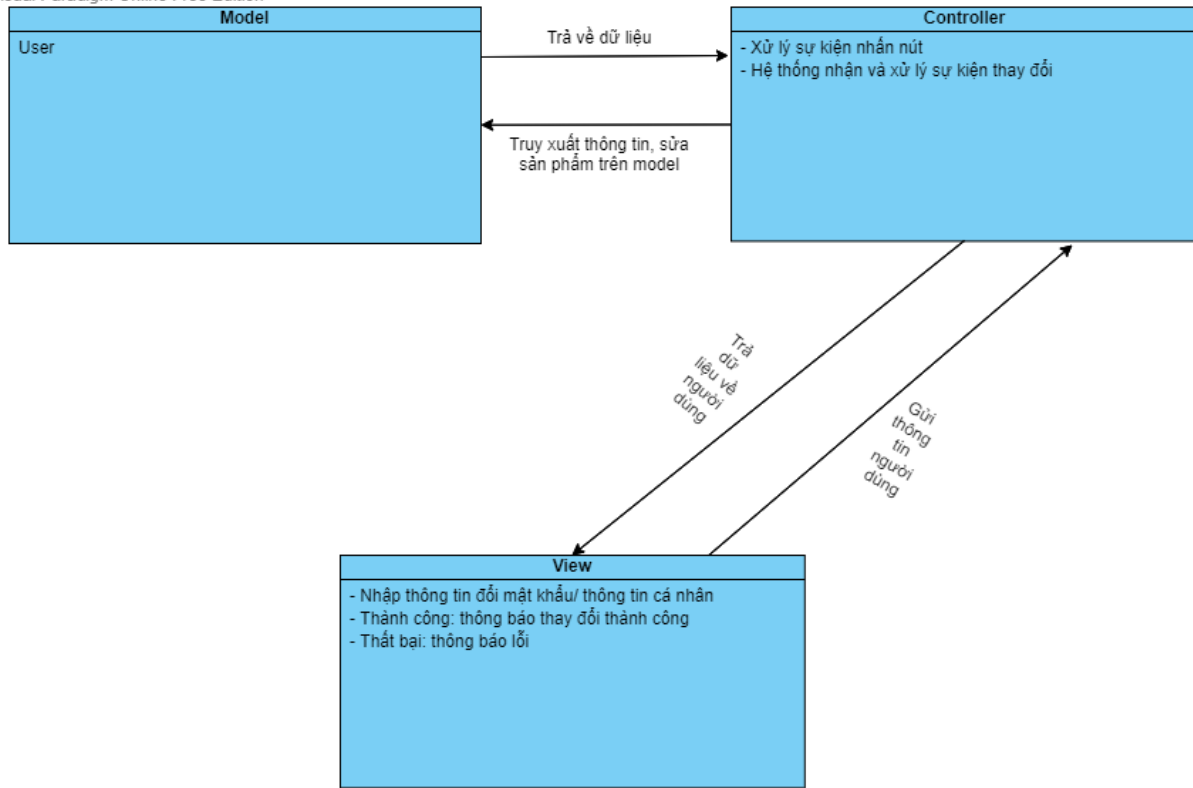 Model
User
Trả về dữ liệu
Controller
- Xử lý sự kiện nhấn nút
- Hệ thống nhận và xử lý sự kiện thay đổi
Truy xuất thông tin, sửa
sản phẩm trên model
Trả
dữ
liệu về
người
dùng
Gửi
thông
tin
người
dùng
View
- Nhập thông tin đổi mật khẩu/ thông tin cá nhân
- Thành công: thông báo thay đổi thành công
- Thất bại: thông báo lỗi